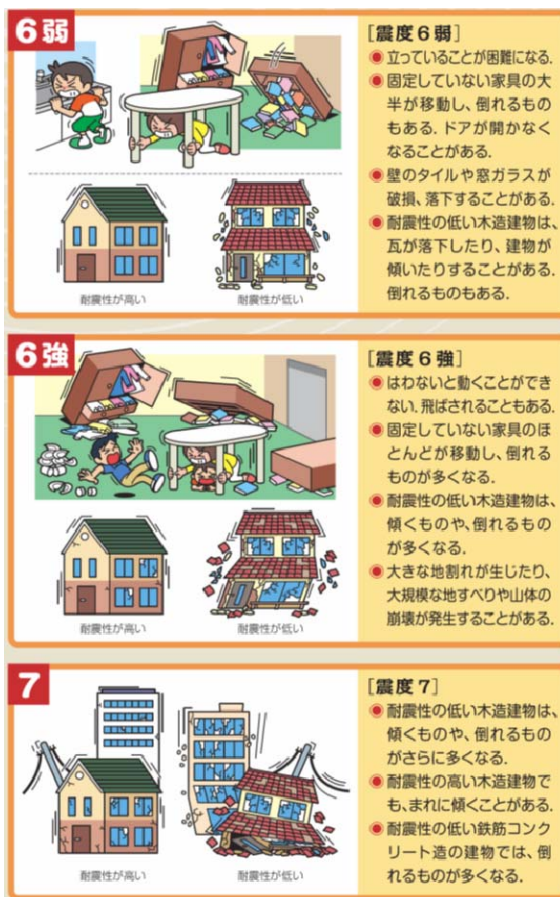 6弱
耐震性が高い
耐震性が低い
[震度6弱]
●立っていることが困難になる.
●固定していない家具の大
半が移動し、倒れるもの
もある. ドアが開かなく
なることがある.
●壁のタイルや窓ガラスが
破損、落下することがある.
●耐震性の低い木造建物は、
瓦が落下したり、建物が
傾いたりすることがある.
倒れるものもある.
6強
耐震性が高い
耐震性が低い
[震度6強]
●はわないと動くことができ
ない. 飛ばされることもある.
●固定していない家具のほ
とんどが移動し、倒れる
ものが多くなる.
●耐震性の低い木造建物は、
傾くものや、倒れるもの
が多くなる.
●大きな地割れが生じたり、
大規模な地すべりや山体の
崩壊が発生することがある.
7
耐震性が高い
耐震性が低い
[震度7]
●耐震性の低い木造建物は、
傾くものや、倒れるもの
がさらに多くなる.
●耐震性の高い木造建物で
も、まれに傾くことがある.
●耐震性の低い鉄筋コンク
リート造の建物では、倒
れるものが多くなる.